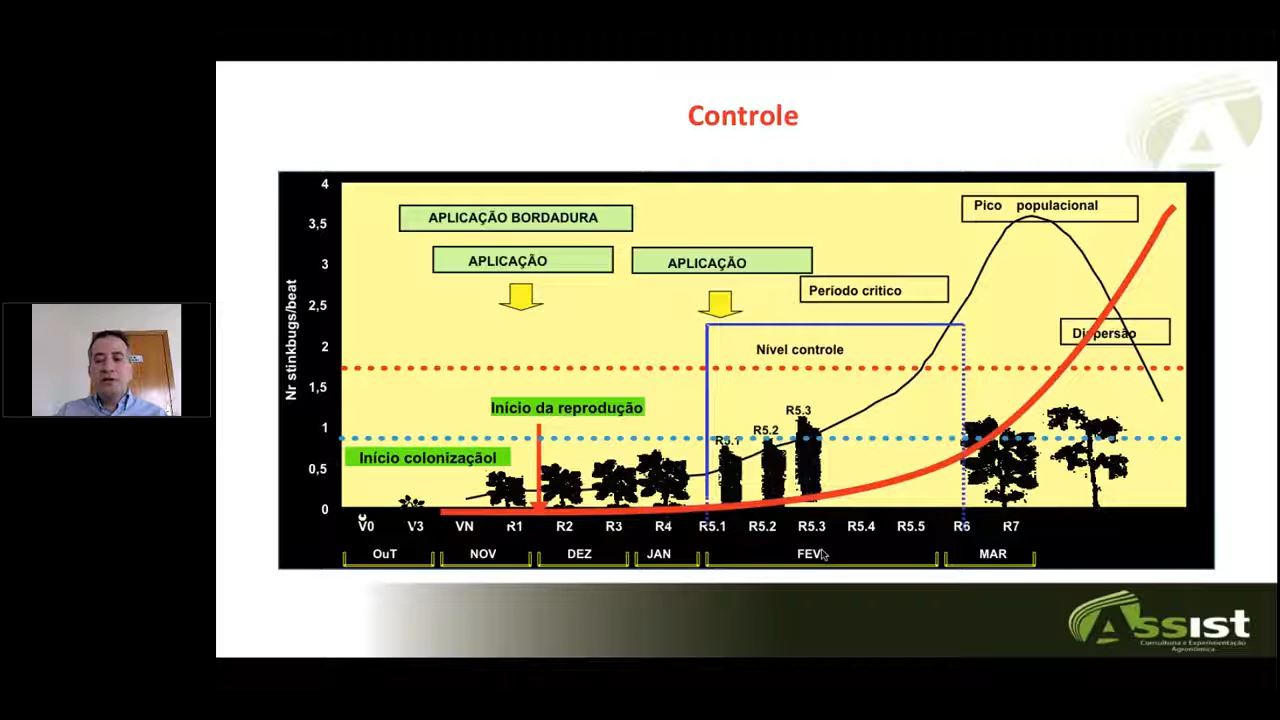 Controle
4
3,5
3
2,5
2
1,5
1
0,5
0
Nr stinkbugs/beat
APLICAÇÃO BORDADURA
APLICAÇÃO
APLICAÇÃO
Pico populacional
Período critico
Dispersão
Nível controle
Início da reprodução
Início colonizaçãol
R5.1
R5.2
R5.3
V0 V3 VN R1 R2 R3 R4 R5.1 R5.2 R5.3 R5.4 R5.5 R6 R7
OuT NOV DEZ JAN FEV MAR
Assist
Consultoria e Experimentação
Agronômica